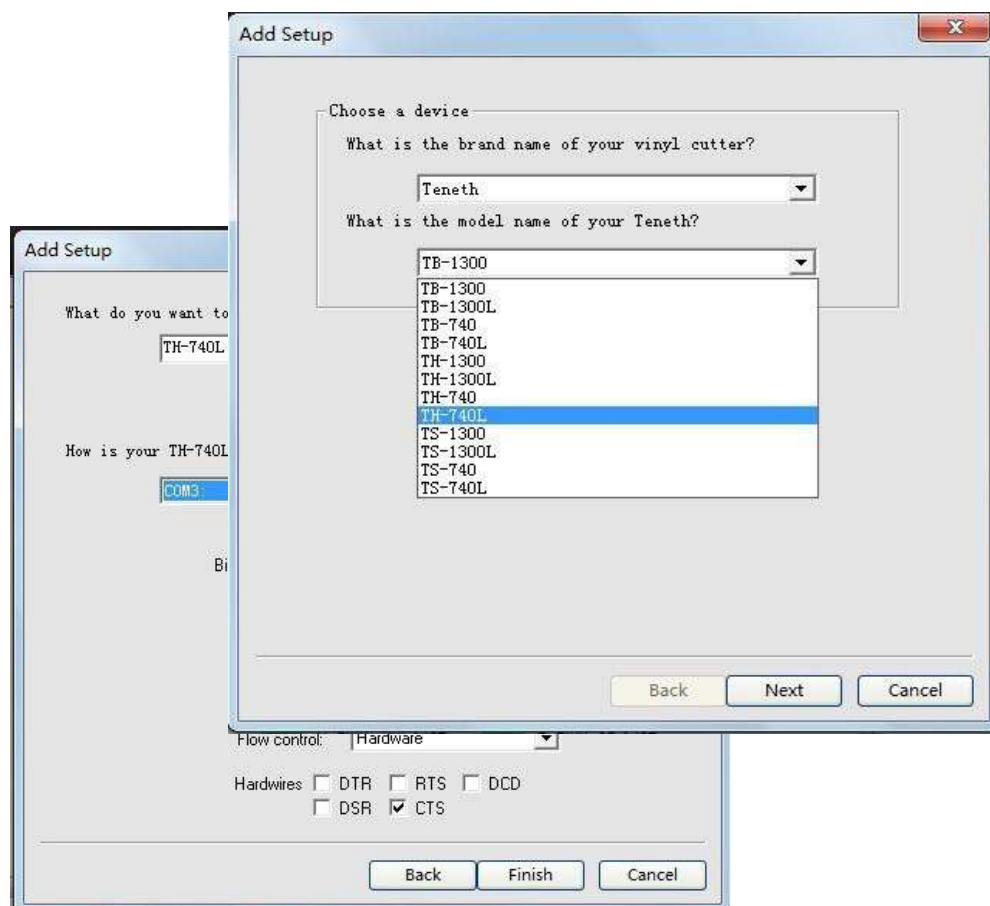 Add Setup
Choose a device
What is the brand name of your vinyl cutter?
Teneth
What is the model name of your Teneth?
TB-1300
TB-1300
TB-1300L
TB-740
TB-740L
TH-1300
TH-1300L
TH-740
TH-740L
TS-1300
TS-1300L
TS-740
TS-740L
Back Next Cancel
Add Setup
What do you want to
TH-740L
How is your TH-740L
COM3:
Bi
Flow control: Hardware
Hardwires DTR RTS DCD
DSR CTS
Back Finish Cancel